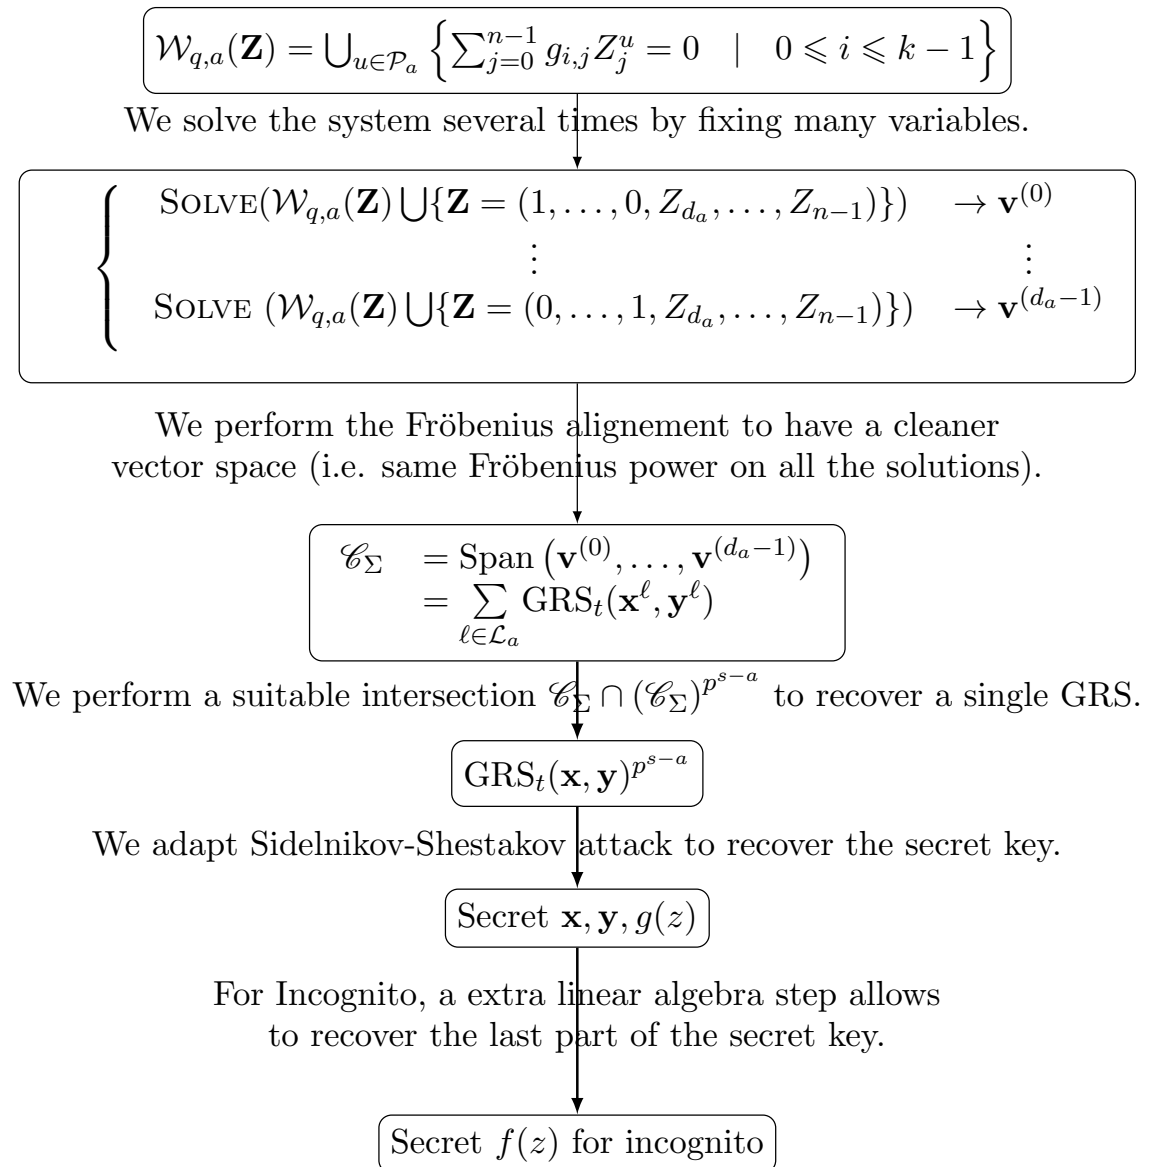 𝒲_{q,a}(𝐙) = ⋃_{u∈𝒫_a} { ∑_{j=0}^{n−1} g_{i,j} Z_j^u = 0 | 0 ⩽ i ⩽ k − 1 }
We solve the system several times by fixing many variables.
SOLVE(𝒲_{q,a}(𝐙) ⋃{𝐙 = (1, . . . , 0, Z_{d_a}, . . . , Z_{n−1})}) → 𝐯^{(0)}
⋮ ⋮
SOLVE (𝒲_{q,a}(𝐙) ⋃{𝐙 = (0, . . . , 1, Z_{d_a}, . . . , Z_{n−1})}) → 𝐯^{(d_a−1)}
We perform the Fröbenius alignement to have a cleaner
vector space (i.e. same Fröbenius power on all the solutions).
𝒞_Σ = Span (𝐯^{(0)}, . . . , 𝐯^{(d_a−1)})
= ∑_{ℓ∈ℒ_a} GRS_t(𝐱^ℓ, 𝐲^ℓ)
We perform a suitable intersection 𝒞_Σ ∩ (𝒞_Σ)^{p^{s−a}} to recover a single GRS.
GRS_t(𝐱, 𝐲)^{p^{s−a}}
We adapt Sidelnikov-Shestakov attack to recover the secret key.
Secret 𝐱, 𝐲, g(z)
For Incognito, a extra linear algebra step allows
to recover the last part of the secret key.
Secret f(z) for incognito